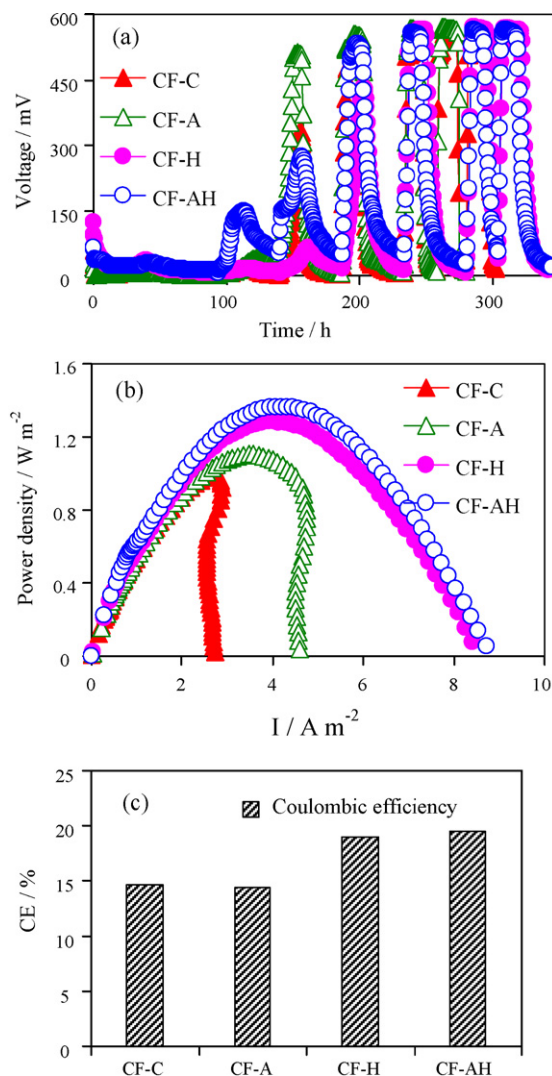 (a)
600
450
300
150
0
Voltage / mV
CF-C
CF-A
CF-H
CF-AH
0 100 200 300
Time / h
(b)
1.6
1.2
0.8
0.4
0
Power density / W m-2
CF-C
CF-A
CF-H
CF-AH
0 2 4 6 8 10
I / A m-2
(c)
25
20
15
10
5
0
CE / %
Coulombic efficiency
CF-C CF-A CF-H CF-AH